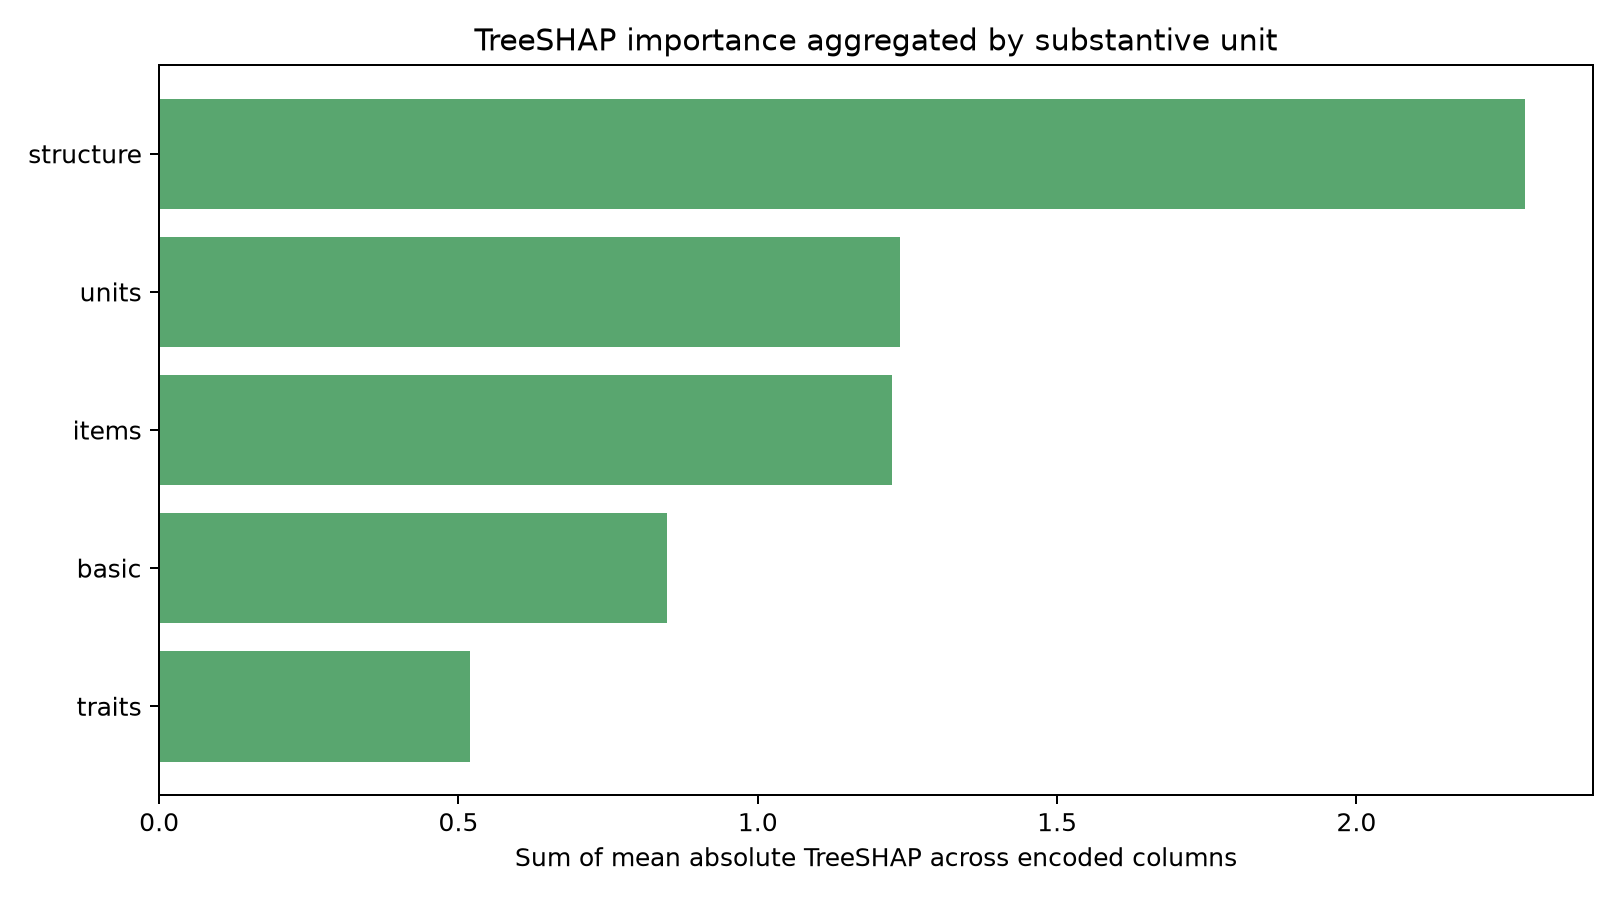 TreeSHAP importance aggregated by substantive unit
structure
units
items
basic
traits
0.0 0.5 1.0 1.5 2.0
Sum of mean absolute TreeSHAP across encoded columns